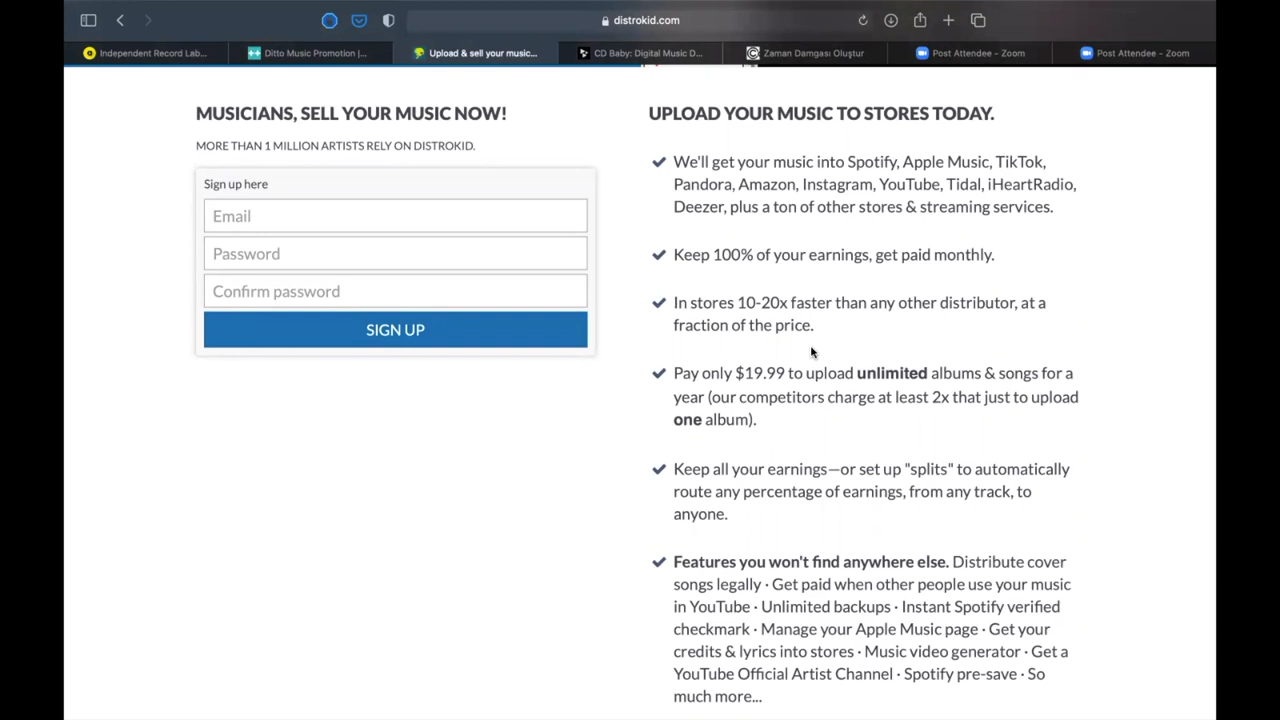 distrokid.com
Independent Record Lab...
Ditto Music Promotion |...
Upload & sell your music...
CD Baby: Digital Music D...
Zaman Damgası Oluştur
Post Attendee – Zoom
Post Attendee – Zoom
MUSICIANS, SELL YOUR MUSIC NOW!
MORE THAN 1 MILLION ARTISTS RELY ON DISTROKID.
Sign up here
Email
Password
Confirm password
SIGN UP
UPLOAD YOUR MUSIC TO STORES TODAY.
We'll get your music into Spotify, Apple Music, TikTok,
Pandora, Amazon, Instagram, YouTube, Tidal, iHeartRadio,
Deezer, plus a ton of other stores & streaming services.
Keep 100% of your earnings, get paid monthly.
In stores 10-20x faster than any other distributor, at a
fraction of the price.
Pay only $19.99 to upload unlimited albums & songs for a
year (our competitors charge at least 2x that just to upload
one album).
Keep all your earnings—or set up "splits" to automatically
route any percentage of earnings, from any track, to
anyone.
Features you won't find anywhere else. Distribute cover
songs legally · Get paid when other people use your music
in YouTube · Unlimited backups · Instant Spotify verified
checkmark · Manage your Apple Music page · Get your
credits & lyrics into stores · Music video generator · Get a
YouTube Official Artist Channel · Spotify pre-save · So
much more...